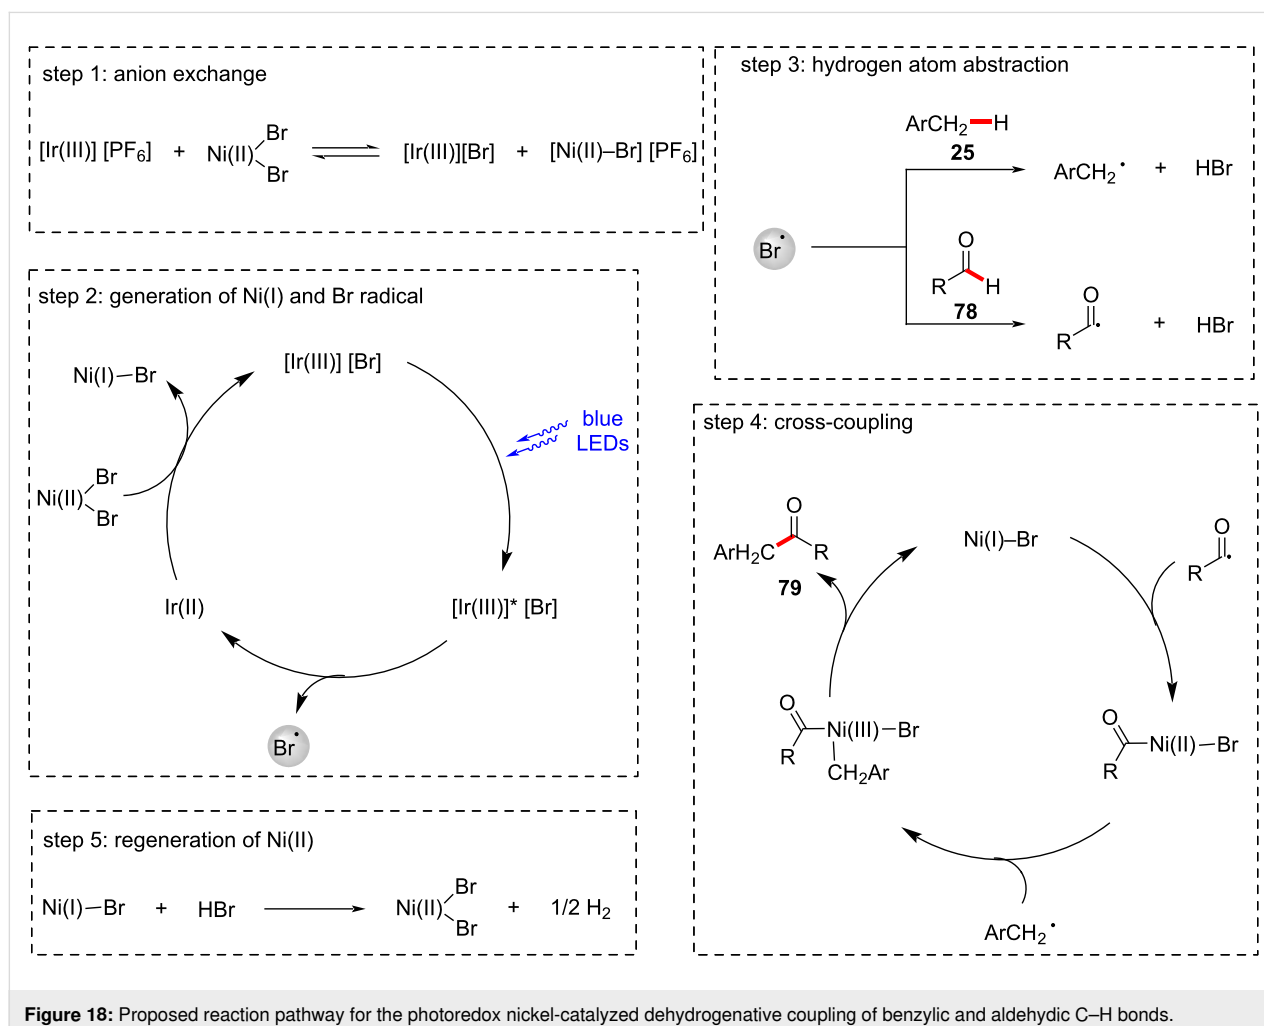 step 1: anion exchange
[Ir(III)] [PF6] + Ni(II) Br Br [Ir(III)][Br] + [Ni(II)–Br] [PF6]
step 2: generation of Ni(I) and Br radical
Ni(I)–Br
[Ir(III)] [Br]
blue
LEDs
Ni(II) Br Br
Ir(II)
[Ir(III)]* [Br]
Br•
step 5: regeneration of Ni(II)
Ni(I)–Br + HBr Ni(II) Br Br + 1/2 H2
step 3: hydrogen atom abstraction
ArCH2–H
25
ArCH2• + HBr
Br•
O
R H
78
O
R • + HBr
step 4: cross-coupling
O
ArH2C R
79
Ni(I)–Br
O
R •
O
R Ni(III)–Br
CH2Ar
O
R Ni(II)–Br
ArCH2•
Figure 18: Proposed reaction pathway for the photoredox nickel-catalyzed dehydrogenative coupling of benzylic and aldehydic C–H bonds.